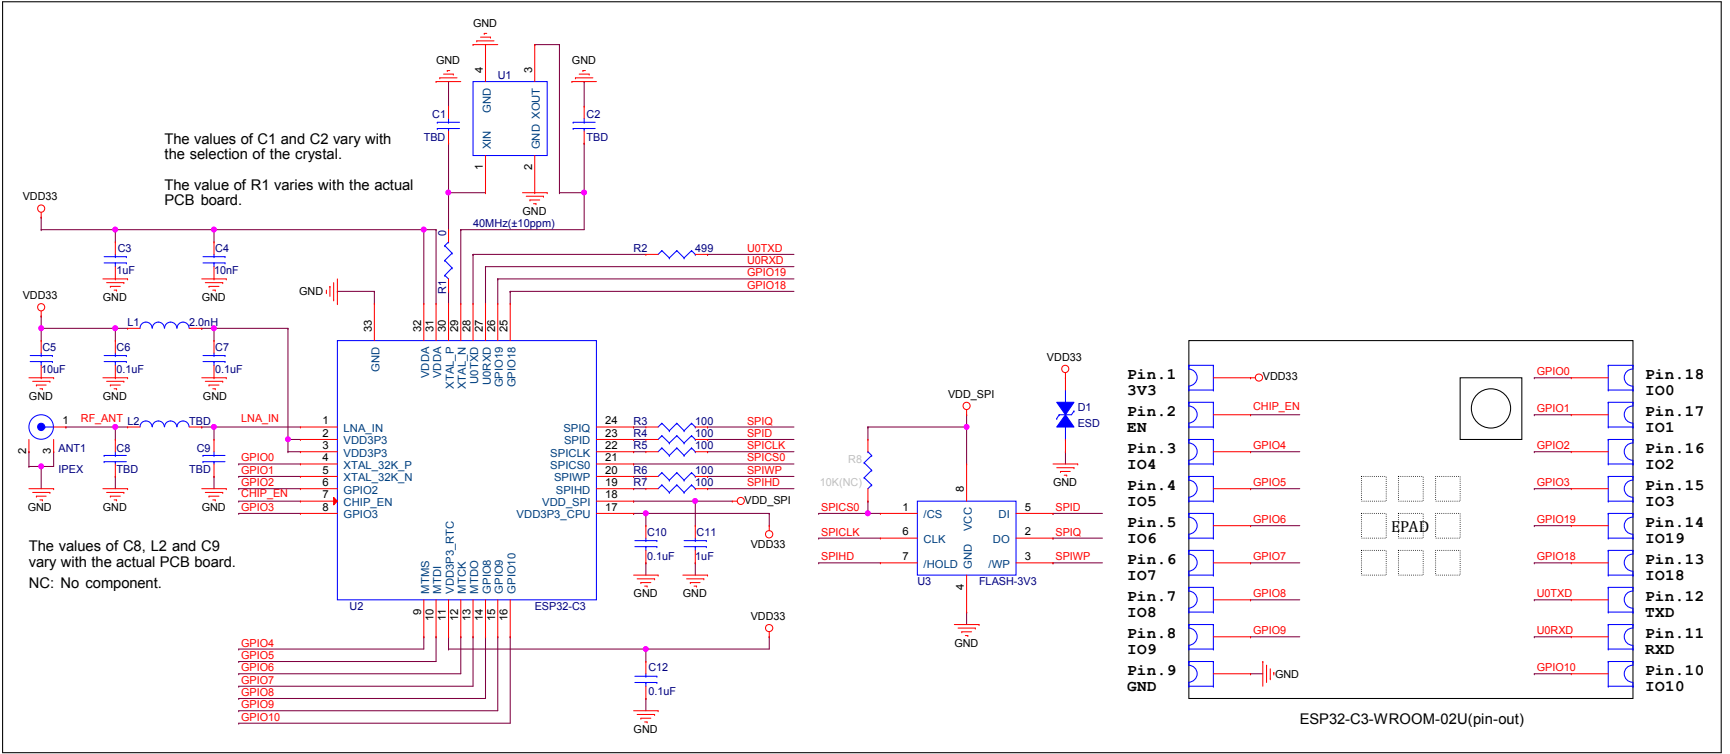 GND
GND
4
3
U1
GND
C1
TBD
GND
XOUT
XIN
GND
C2
TBD
1
2
GND
40MHz(±10ppm)
The values of C1 and C2 vary with
the selection of the crystal.
The value of R1 varies with the actual
PCB board.
VDD33
C3
1uF
GND
C4
10nF
GND
0
R1
R2
499
U0TXD
U0RXD
GPIO19
GPIO18
VDD33
L1
2.0nH
C5
10uF
GND
C6
0.1uF
GND
C7
0.1uF
GND
GND
33
32
31
30
29
28
27
26
25
GND
VDDA
VDDA
XTAL_P
XTAL_N
U0TXD
U0RXD
GPIO19
GPIO18
1
RF_ANT
L2
TBD
LNA_IN
2
3
ANT1
IPEX
GND
C8
TBD
GND
C9
TBD
GND
1 LNA_IN
2 VDD3P3
3 VDD3P3
GPIO0 4 XTAL_32K_P
GPIO1 5 XTAL_32K_N
GPIO2 6 GPIO2
CHIP_EN 7 CHIP_EN
GPIO3 8 GPIO3
SPIQ 24 R3 100 SPIQ
SPID 23 R4 100 SPID
SPICLK 22 R5 100 SPICLK
SPICS0 21 SPICS0
SPIWP 20 R6 100 SPIWP
SPIHD 19 R7 100 SPIHD
VDD_SPI 18 VDD_SPI
VDD3P3_CPU 17
VDD33
C10
0.1uF
GND
C11
1uF
GND
The values of C8, L2 and C9
vary with the actual PCB board.
NC: No component.
MTMS
MTDI
VDD3P3_RTC
MTCK
MTDO
GPIO8
GPIO9
GPIO10
U2
ESP32-C3
9
10
11
12
13
14
15
16
GPIO4
GPIO5
GPIO6
GPIO7
GPIO8
GPIO9
GPIO10
VDD33
C12
0.1uF
GND
VDD_SPI
R8
10K(NC)
8
SPICS0 1 /CS
VCC
DI 5 SPID
SPICLK 6 CLK
DO 2 SPIQ
SPIHD 7 /HOLD
GND
/WP 3 SPIWP
U3
4
FLASH-3V3
GND
VDD33
D1
ESD
GND
Pin.1
3V3
VDD33
Pin.2
EN
CHIP_EN
Pin.3
IO4
GPIO4
Pin.4
IO5
GPIO5
Pin.5
IO6
GPIO6
Pin.6
IO7
GPIO7
Pin.7
IO8
GPIO8
Pin.8
IO9
GPIO9
Pin.9
GND
GND
EPAD
GPIO0
Pin.18
IO0
GPIO1
Pin.17
IO1
GPIO2
Pin.16
IO2
GPIO3
Pin.15
IO3
GPIO19
Pin.14
IO19
GPIO18
Pin.13
IO18
U0TXD
Pin.12
TXD
U0RXD
Pin.11
RXD
GPIO10
Pin.10
IO10
ESP32-C3-WROOM-02U(pin-out)